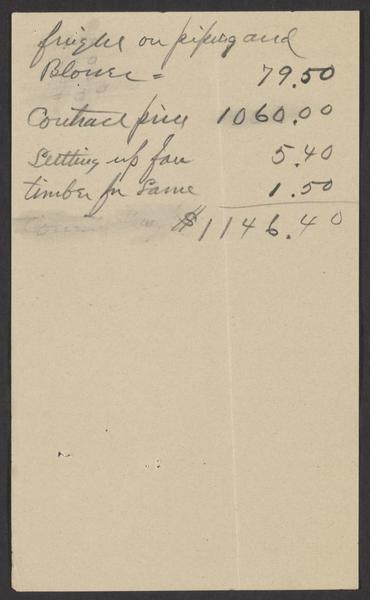 freight on piping and
Blower = 79.50
Contract price 1060.00
Settting up fan 5.40
timber for Same 1.50
$1146.40